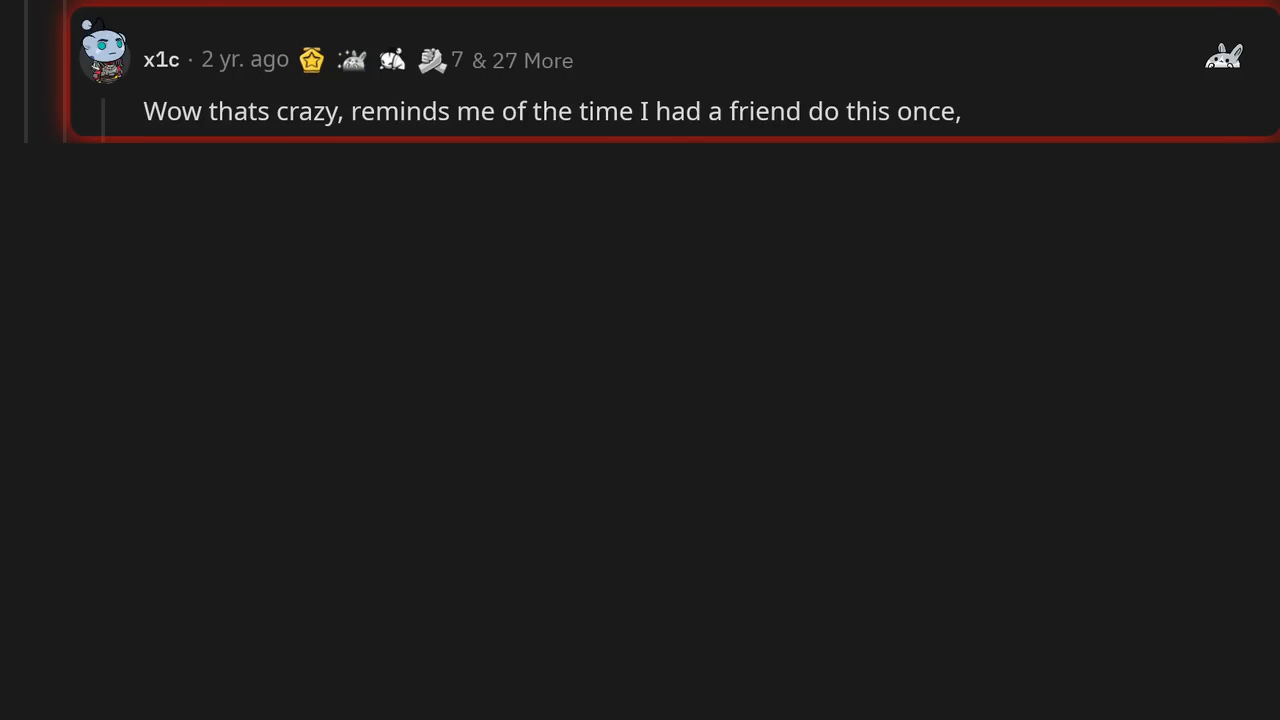 x1c · 2 yr. ago 7 & 27 More
Wow thats crazy, reminds me of the time I had a friend do this once,